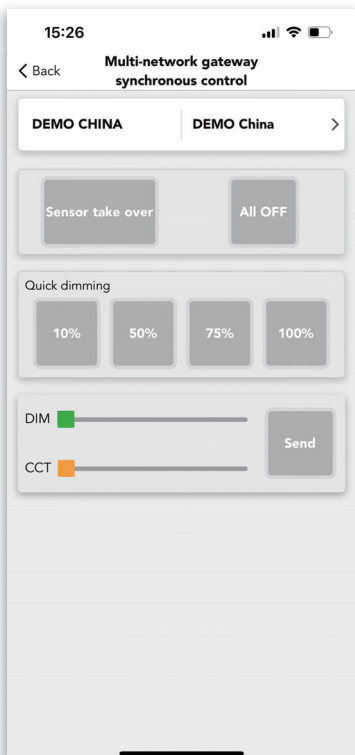 15:26
Back
Multi-network gateway
synchronous control
DEMO CHINA
DEMO China
Sensor take over
All OFF
Quick dimming
10%
50%
75%
100%
DIM
Send
CCT